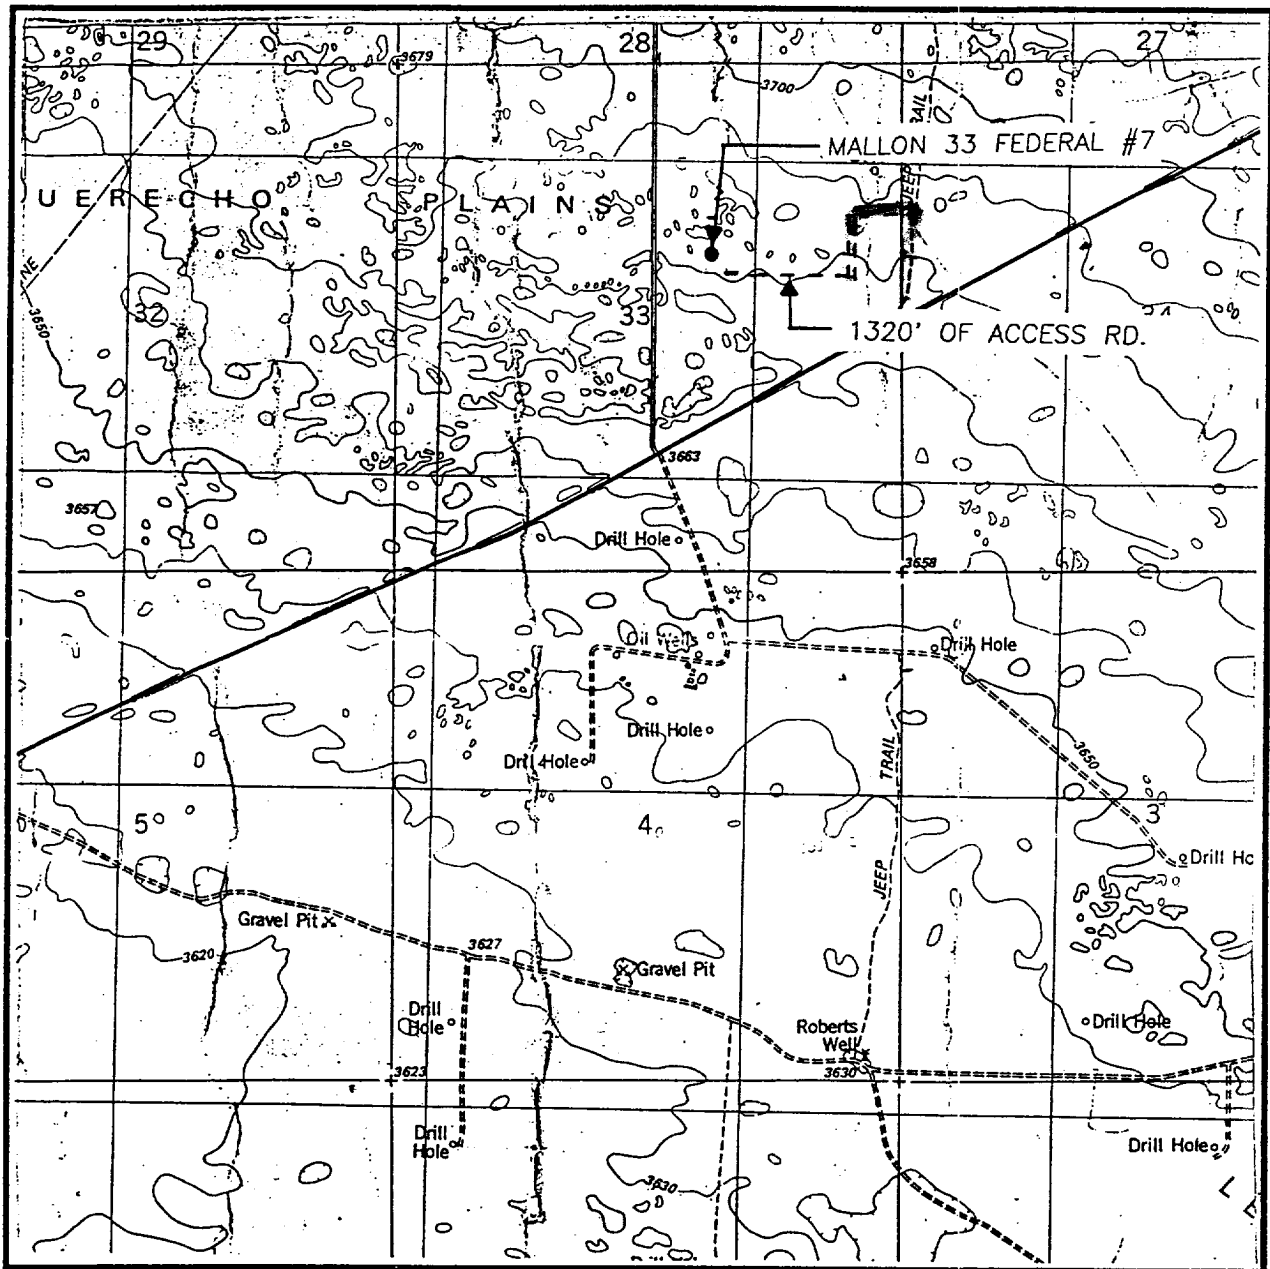 29
28
27
3679
3700
TRAIL
MALLON 33 FEDERAL #7
JEEP
UERECHO PLAINS
NE
3650
32
33
1320' OF ACCESS RD.
3663
3657
Drill Hole
3658
Oil Wells
Drill Hole
Drill Hole
Drill Hole
TRAIL
3650
5
4
3
JEEP
Drill Ho
Gravel Pit
3627
3620
Gravel Pit
Drill
Hole
Drill Hole
Roberts
Well
3623
3630
Drill
Hole
Drill Hole
3630